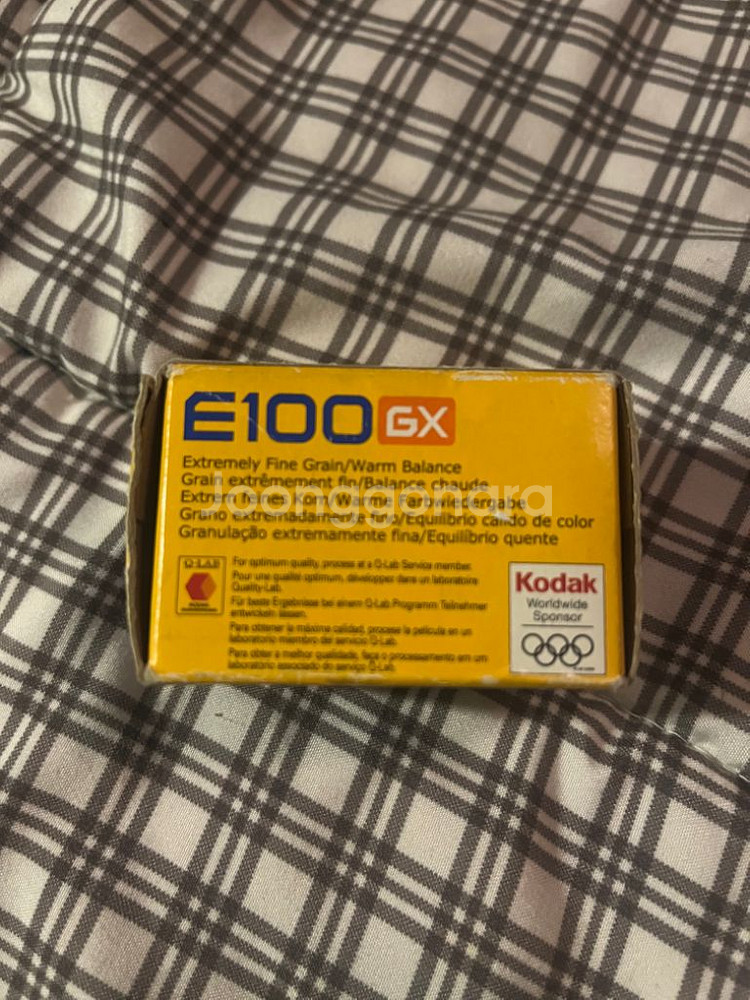 E100 GX
Extremely Fine Grain/Warm Balance
Grain extrêmement fin/Balance chaude
Extrem feines Korn/Warme Farbwiedergabe
Grano extremadamente fino/Equilibrio cálido de color
Granulação extremamente fina/Equilíbrio quente
Q-LAB
For optimum quality, process at a Q-Lab Service member.
Pour une qualité optimum, développez dans un laboratoire
Quality-Lab.
Für beste Ergebnisse bei einem Q-Lab Programm Teilnehmer
entwickeln lassen.
Para obtener la máxima calidad, procese la película en un
laboratorio miembro del servicio Q-Lab.
Para obter a melhor qualidade, faça o processamento em um
laboratório associado do serviço Q-Lab.
Kodak
Worldwide
Sponsor